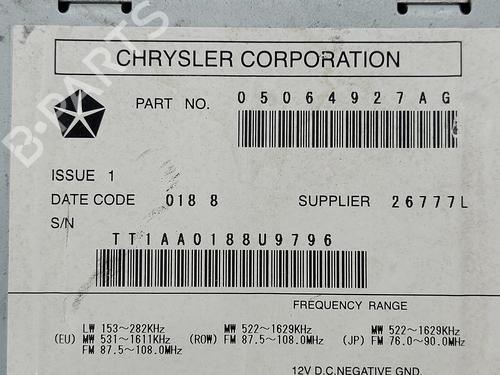 CHRYSLER CORPORATION
PART NO. 05064927AG
ISSUE 1
DATE CODE 018 8 SUPPLIER 26777L
S/N
TT1AA0188U9796
FREQUENCY RANGE
LW 153~282KHz MW 522~1629KHz MW 522~1629KHz
(EU) MW 531~1611KHz (ROW) FM 87.5~108.0MHz (JP) FM 76.0~90.0MHz
FM 87.5~108.0MHz
12V D.C.NEGATIVE GND.
B-PARTS